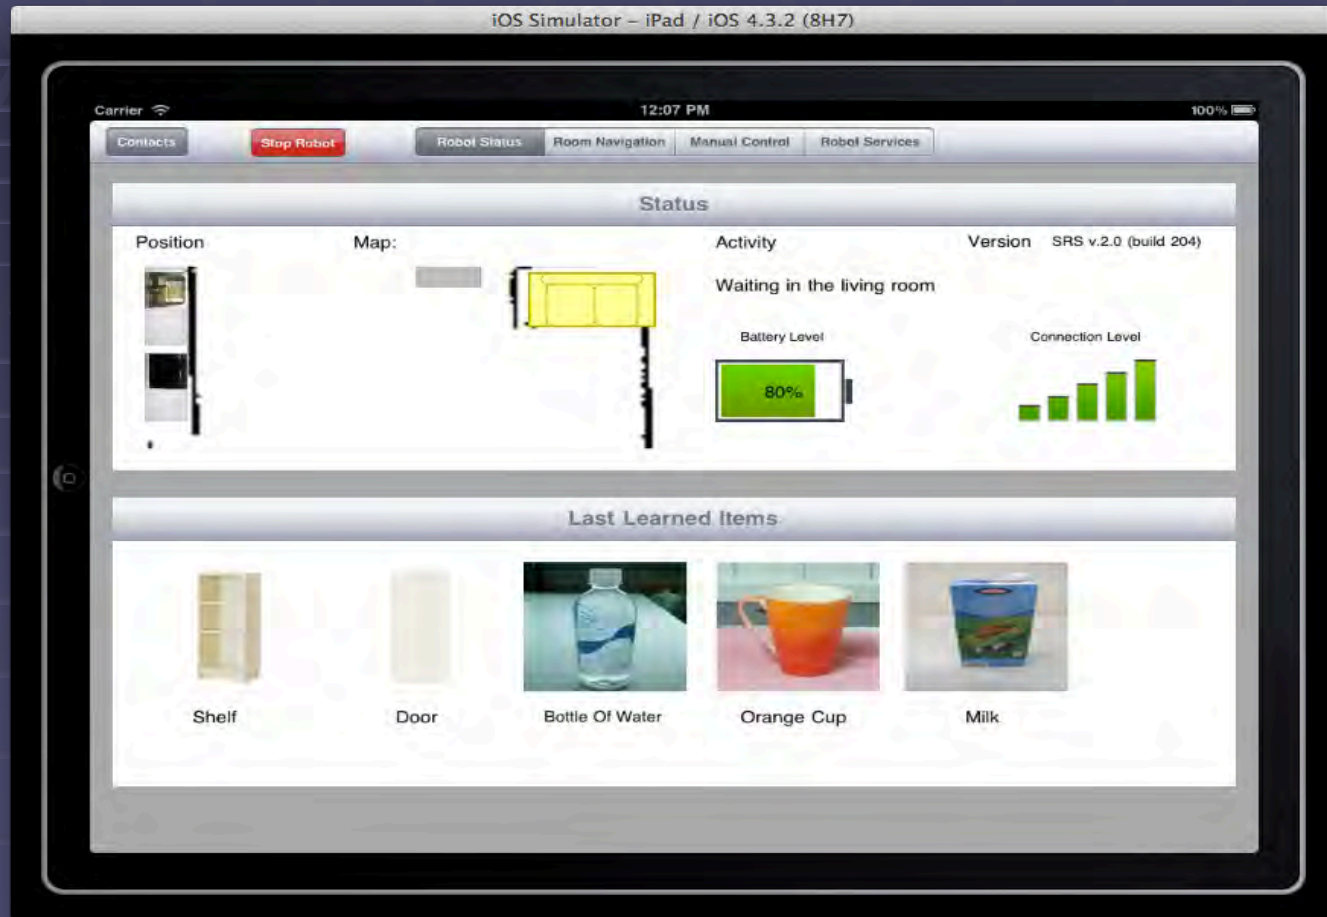 iOS Simulator – iPad / iOS 4.3.2 (8H7)
Carrier 12:07 PM 100%
Contacts Stop Robot Robot Status Room Navigation Manual Control Robot Services
Status
Position Map: Activity Version SRS v.2.0 (build 204)
Waiting in the living room
Battery Level Connection Level
80%
Last Learned Items
Shelf Door Bottle Of Water Orange Cup Milk